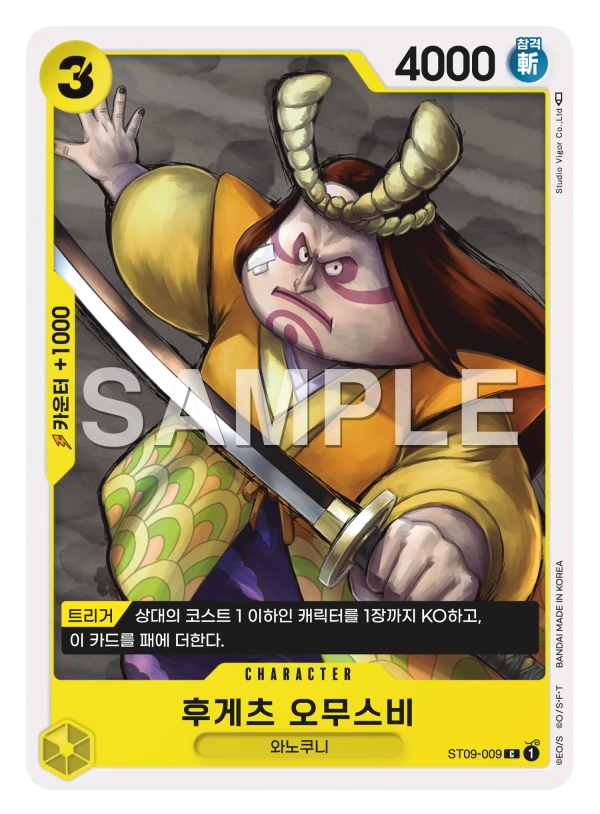 3
4000
참격
斬
Studio Vigor Co.,Ltd
카운터 +1000
SAMPLE
트리거 상대의 코스트 1 이하인 캐릭터를 1장까지 KO하고,
이 카드를 패에 더한다.
CHARACTER
후게츠 오무스비
와노쿠니
ST09-009 C 1
©EO/S ©O/S·F·T BANDAI MADE IN KOREA